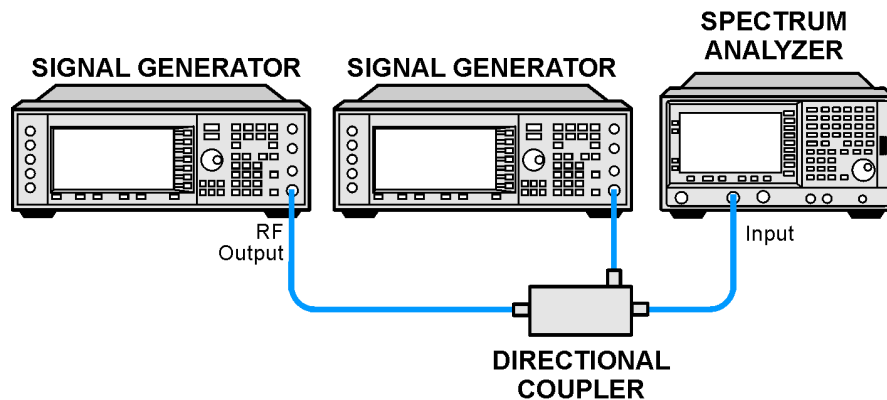 SPECTRUM
ANALYZER
SIGNAL GENERATOR
SIGNAL GENERATOR
RF
Output
Input
DIRECTIONAL
COUPLER